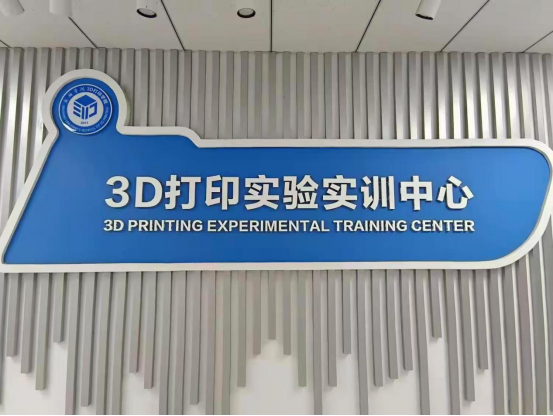 3D打印实验实训中心
3D PRINTING EXPERIMENTAL TRAINING CENTER